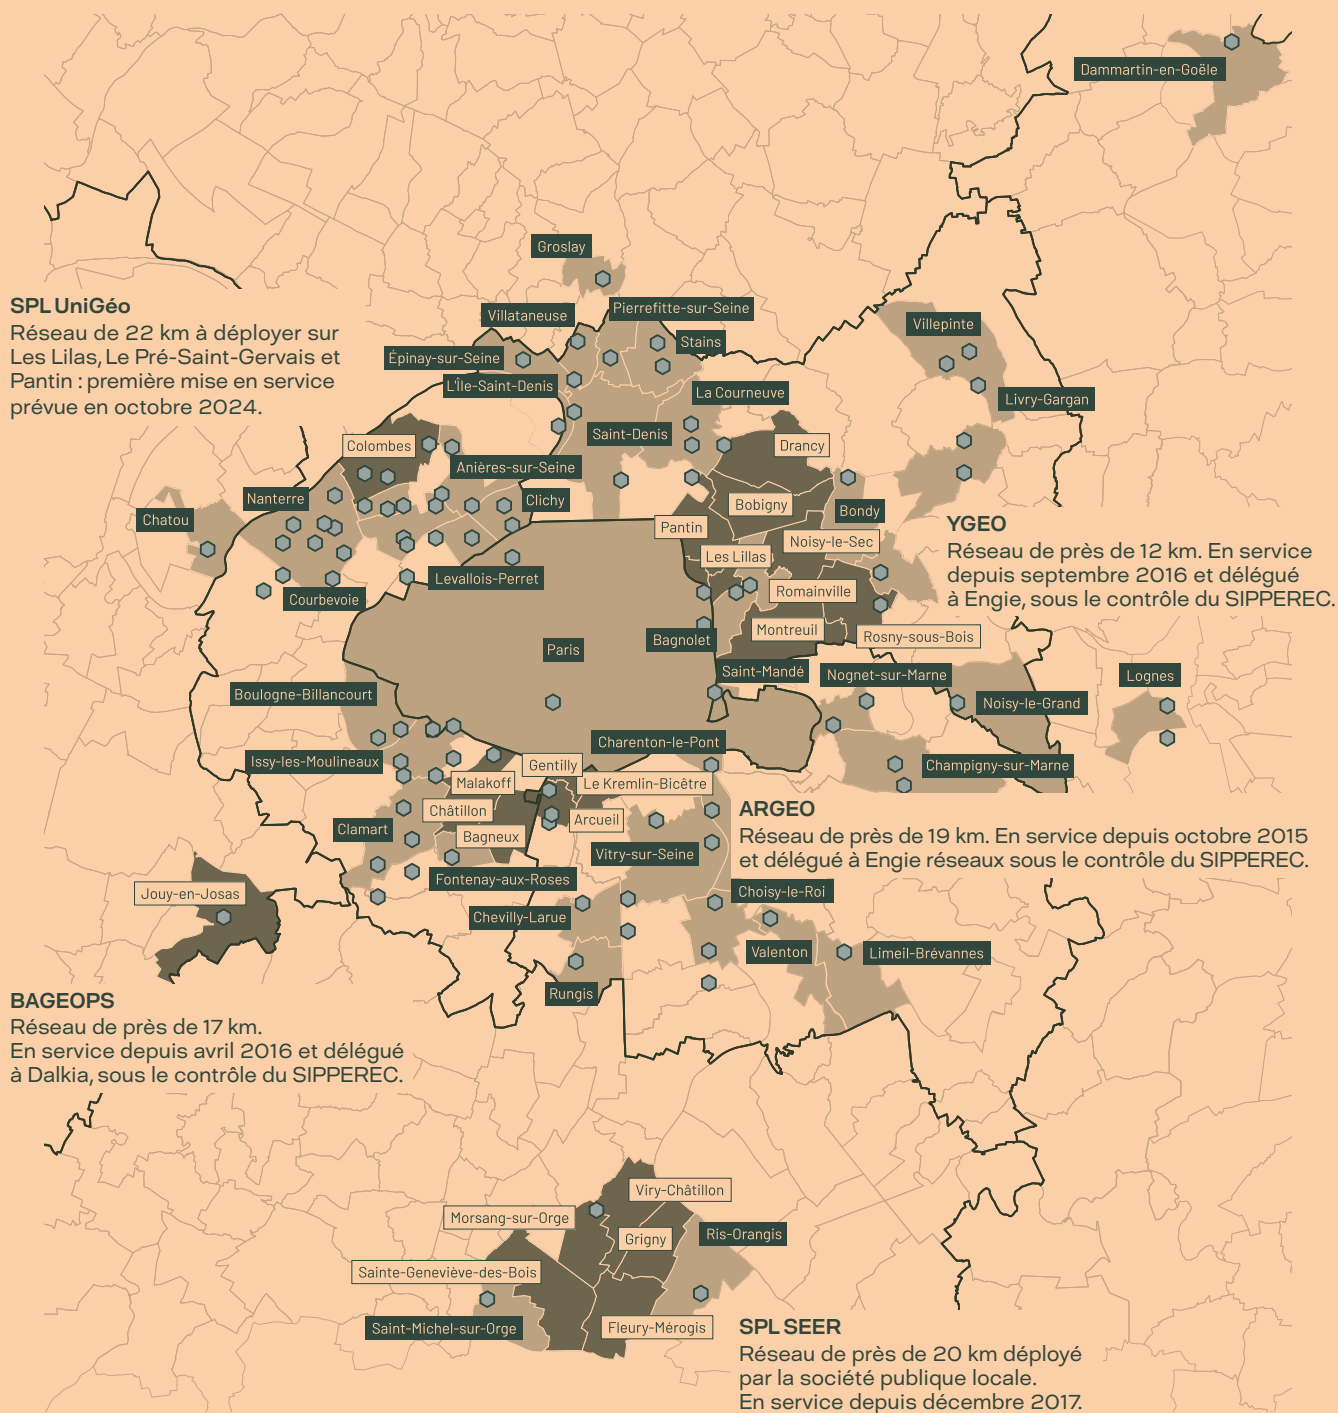 Dammartin-en-Goële
Groslay
SPL UniGéo
Réseau de 22 km à déployer sur
Les Lilas, Le Pré-Saint-Gervais et
Pantin : première mise en service
prévue en octobre 2024.
Villataneuse
Pierrefitte-sur-Seine
Stains
Épinay-sur-Seine
L'Île-Saint-Denis
La Courneuve
Villepinte
Livry-Gargan
Saint-Denis
Colombes
Drancy
Anières-sur-Seine
Nanterre
Clichy
Chatou
Bobigny
Bondy
Pantin
Les Lillas
Noisy-le-Sec
YGEO
Réseau de près de 12 km. En service
depuis septembre 2016 et délégué
à Engie, sous le contrôle du SIPPEREC.
Levallois-Perret
Courbevoie
Romainville
Montreuil
Rosny-sous-Bois
Bagnolet
Paris
Saint-Mandé
Nognet-sur-Marne
Lognes
Boulogne-Billancourt
Noisy-le-Grand
Charenton-le-Pont
Issy-les-Moulineaux
Gentilly
Champigny-sur-Marne
Malakoff
Le Kremlin-Bicêtre
Châtillon
Arcueil
Clamart
Bagneux
Vitry-sur-Seine
ARGEO
Réseau de près de 19 km. En service depuis octobre 2015
et délégué à Engie réseaux sous le contrôle du SIPPEREC.
Fontenay-aux-Roses
Jouy-en-Josas
Choisy-le-Roi
Chevilly-Larue
Valenton
Limeil-Brévannes
Rungis
BAGEOPS
Réseau de près de 17 km.
En service depuis avril 2016 et délégué
à Dalkia, sous le contrôle du SIPPEREC.
Viry-Châtillon
Morsang-sur-Orge
Grigny
Ris-Orangis
Sainte-Geneviève-des-Bois
Saint-Michel-sur-Orge
Fleury-Mérogis
SPL SEER
Réseau de près de 20 km déployé
par la société publique locale.
En service depuis décembre 2017.